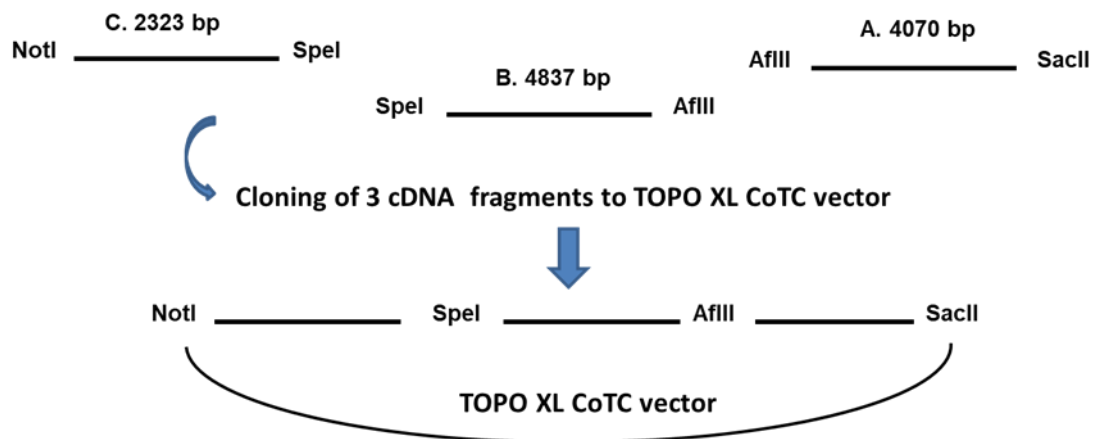 C. 2323 bp
NotI SpeI
A. 4070 bp
AflII SacII
B. 4837 bp
SpeI AflII
Cloning of 3 cDNA fragments to TOPO XL CoTC vector
NotI SpeI AflII SacII
TOPO XL CoTC vector